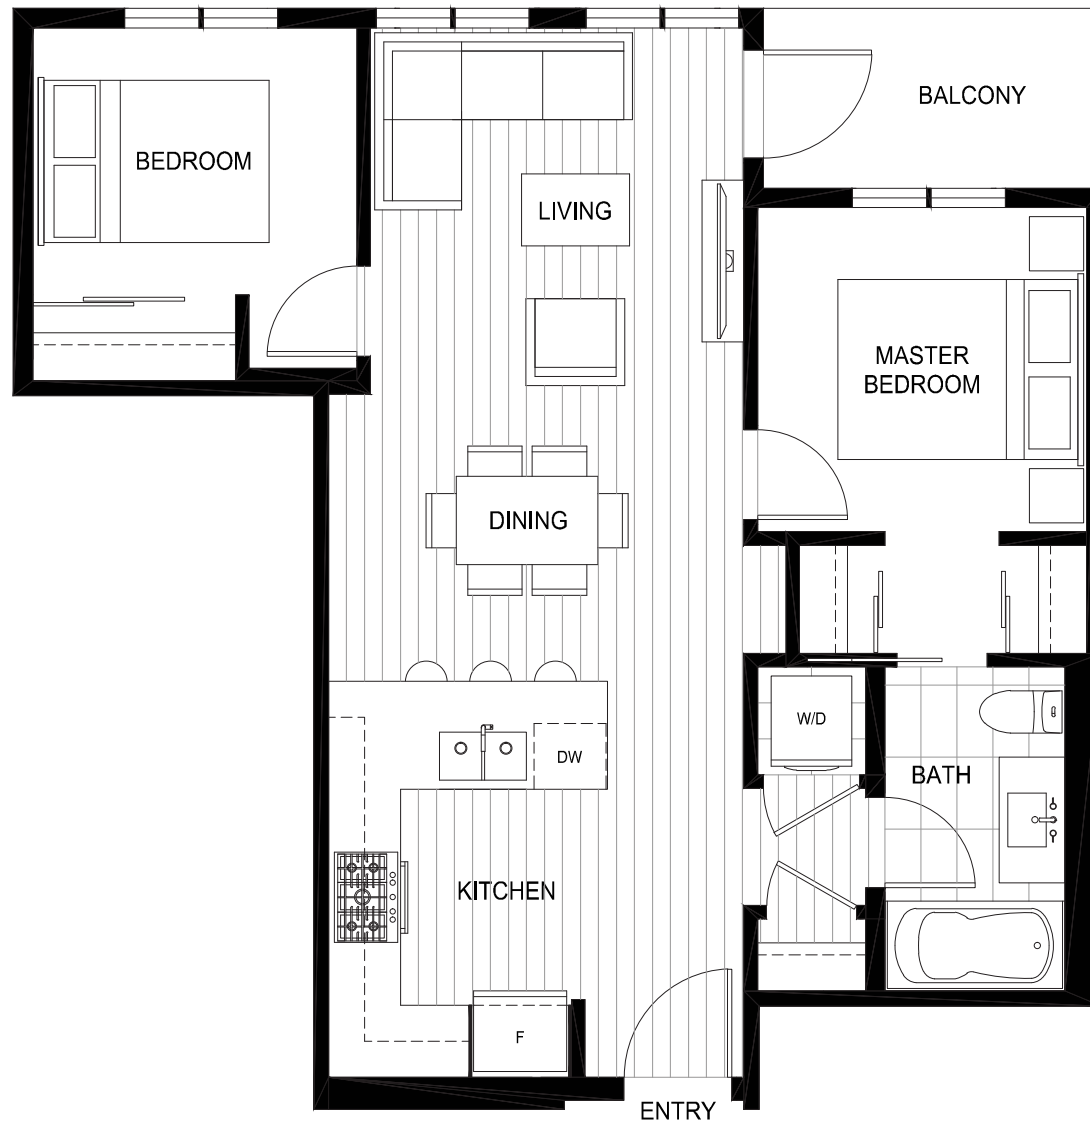 BALCONY
BEDROOM
LIVING
MASTER
BEDROOM
DINING
W/D
DW
BATH
KITCHEN
F
ENTRY